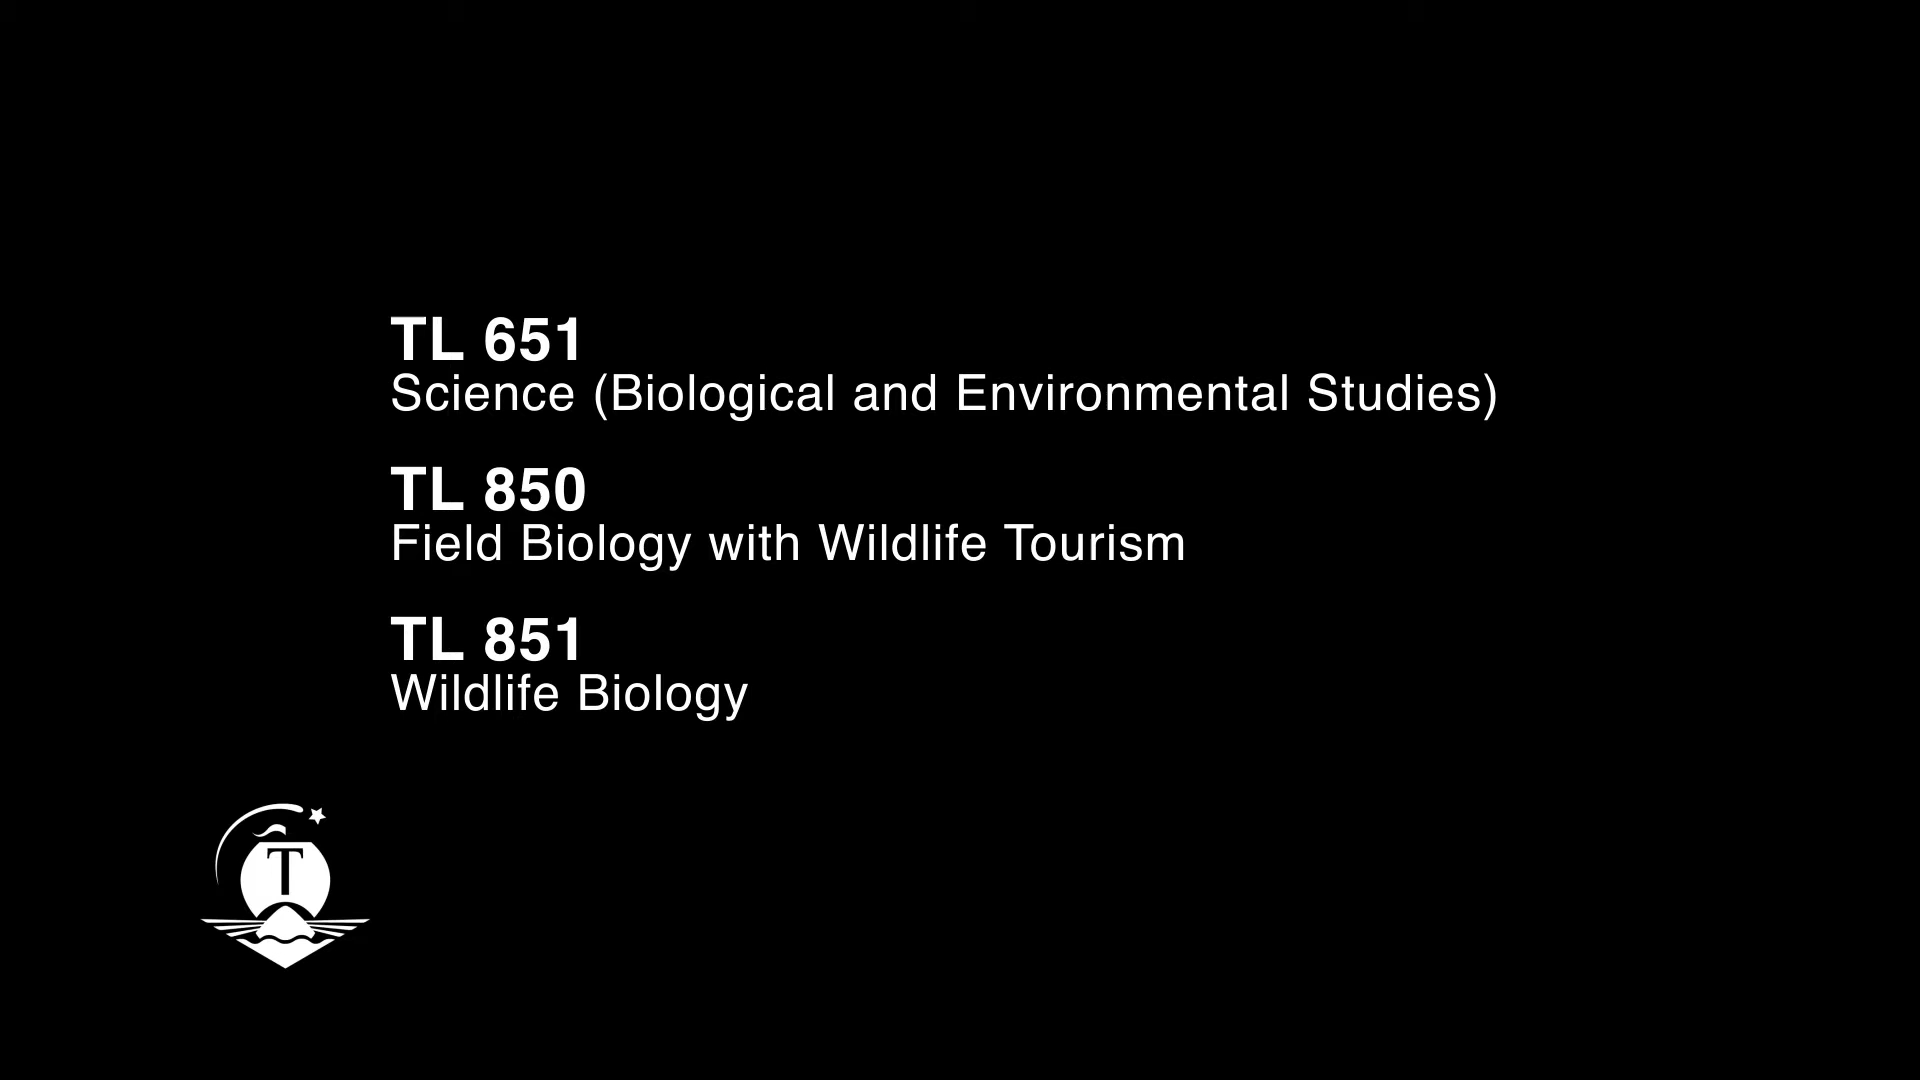 TL 651
Science (Biological and Environmental Studies)
TL 850
Field Biology with Wildlife Tourism
TL 851
Wildlife Biology
T